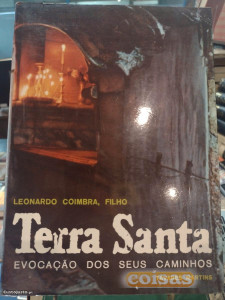 LEONARDO COIMBRA, FILHO
Terra Santa
EVOCAÇÃO DOS SEUS CAMINHOS
coisas